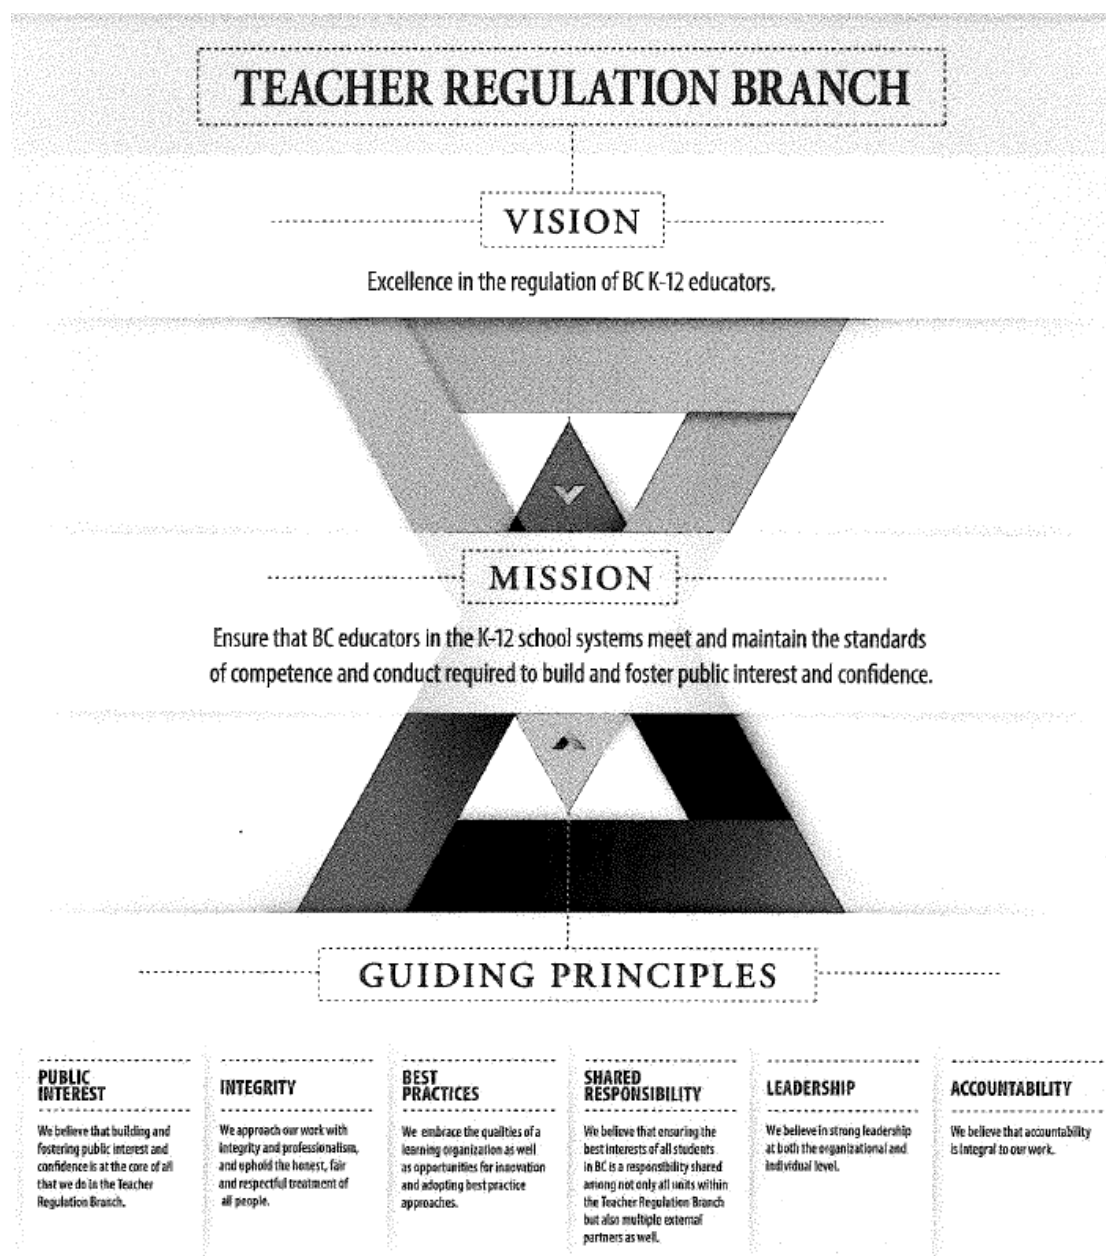 TEACHER REGULATION BRANCH
VISION
Excellence in the regulation of BC K-12 educators.
MISSION
Ensure that BC educators in the K-12 school systems meet and maintain the standards
of competence and conduct required to build and foster public interest and confidence.
GUIDING PRINCIPLES
PUBLIC
INTEREST
We believe that building and
fostering public interest and
confidence is at the core of all
that we do in the Teacher
Regulation Branch.
INTEGRITY
We approach our work with
integrity and professionalism,
and uphold the honest, fair
and respectful treatment of
all people.
BEST
PRACTICES
We embrace the qualities of a
learning organization as well
as opportunities for innovation
and adopting best practice
approaches.
SHARED
RESPONSIBILITY
We believe that ensuring the
best interests of all students
in BC is a responsibility shared
among not only all units within
the Teacher Regulation Branch
but also multiple external
partners as well.
LEADERSHIP
We believe in strong leadership
at both the organizational and
individual level.
ACCOUNTABILITY
We believe that accountability
is integral to our work.